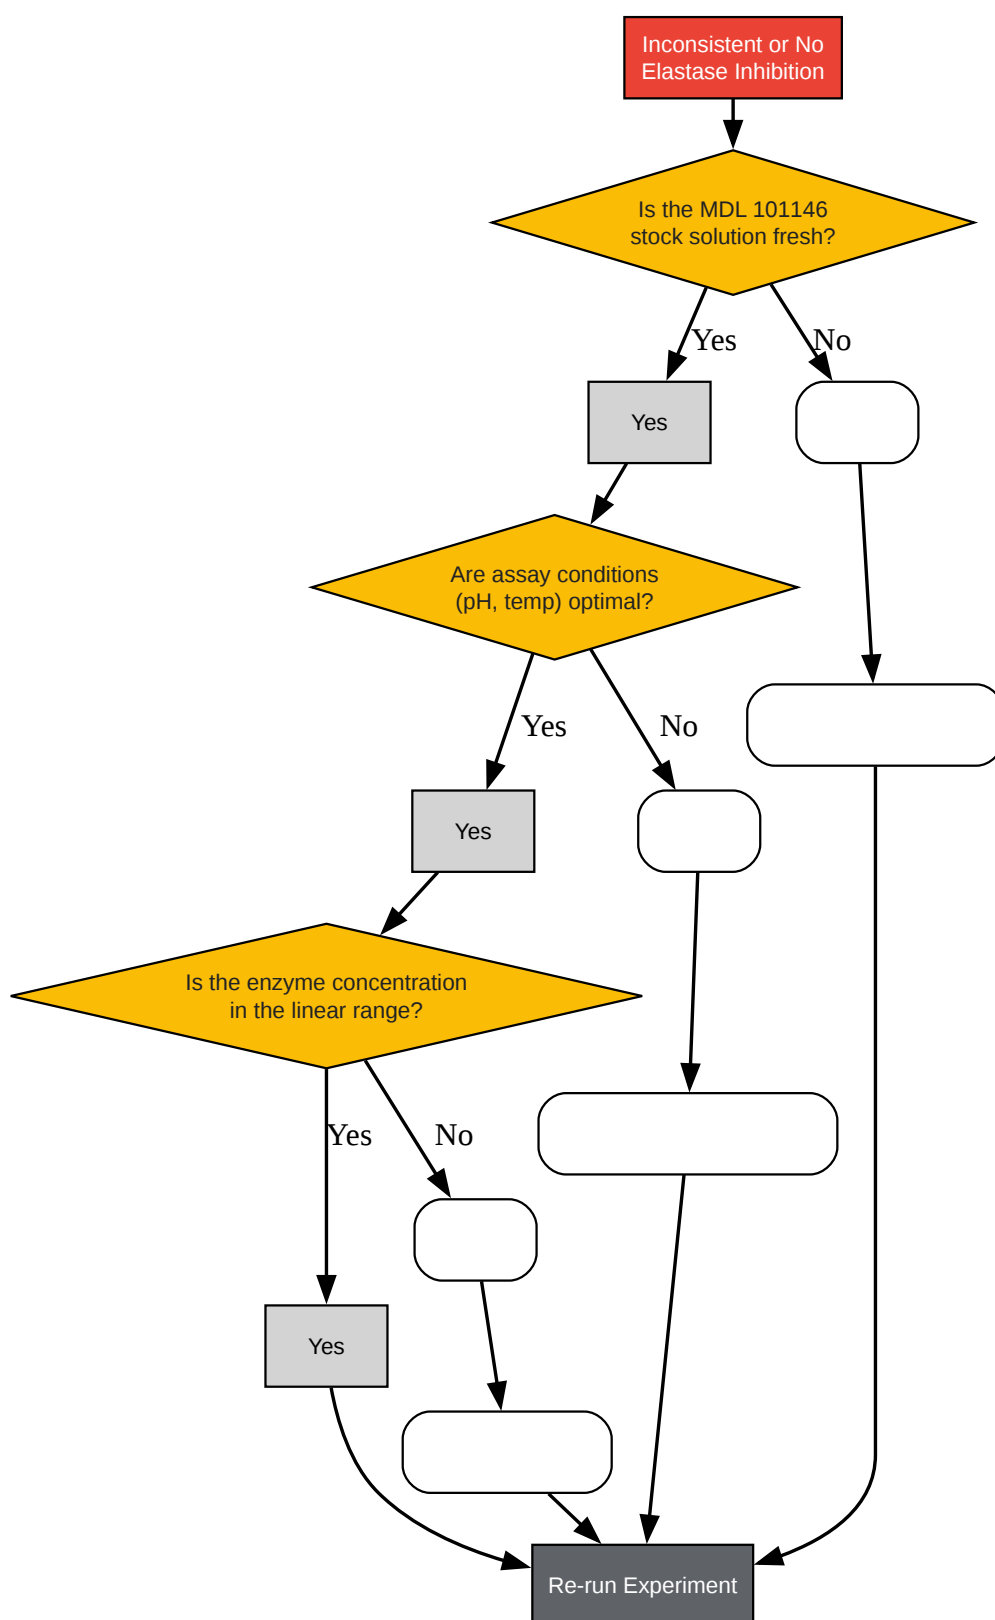 Inconsistent or No
Elastase Inhibition
Is the MDL 101146
stock solution fresh?
Yes
No
Yes
Are assay conditions
(pH, temp) optimal?
Yes
No
Yes
Is the enzyme concentration
in the linear range?
Yes
No
Yes
Re-run Experiment